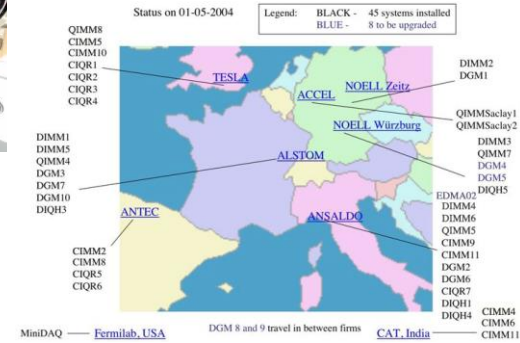 Status on 01-05-2004
Legend: BLACK - 45 systems installed
BLUE - 8 to be upgraded
QIMM8
CIMM5
CIMM10
CIQR1
CIQR2
CIQR3
CIQR4
TESLA
DIMM2
DGM1
NOELL Zeitz
ACCEL
QIMMSaclay1
QIMMSaclay2
NOELL Würzburg
DIMM3
QIMM7
DGM4
DGM5
DIQH5
DIMM1
DIMM5
QIMM4
DGM3
DGM7
DGM10
DIQH3
ALSTOM
ANTEC
CIMM2
CIMM8
CIQR5
CIQR6
ANSALDO
EDMA02
DIMM4
DIMM6
QIMM5
CIMM9
CIMM11
DGM2
DGM6
CIQR7
DIQH1
DIQH4
MiniDAQ
Fermilab, USA
DGM 8 and 9 travel in between firms
CAT, India
CIMM4
CIMM6
CIMM11